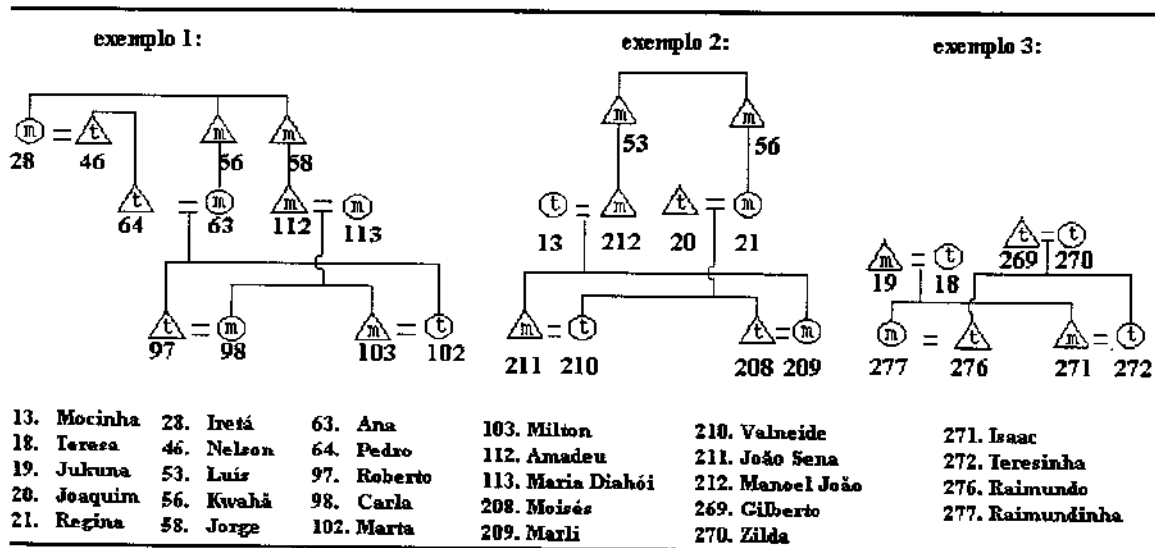 exemplo 1:
exemplo 2:
exemplo 3:
m = t m m
28 46 56 58
m m
53 56
t = m m = m
64 63 112 113
t = m t = m
13 212 20 21
t = t
269 270
m = t
19 18
t = m m = t
97 98 103 102
m = t t = m
211 210 208 209
m = t m = t
277 276 271 272
13. Mocinha
18. Teresa
19. Jukuna
20. Joaquim
21. Regina
28. Iretá
46. Nelson
53. Luís
56. Kwahã
58. Jorge
63. Ana
64. Pedro
97. Roberto
98. Carla
102. Marta
103. Milton
112. Amadeu
113. Maria Diahói
208. Moisés
209. Marli
210. Valneide
211. João Sena
212. Manoel João
269. Gilberto
270. Zilda
271. Isaac
272. Teresinha
276. Raimundo
277. Raimundinha